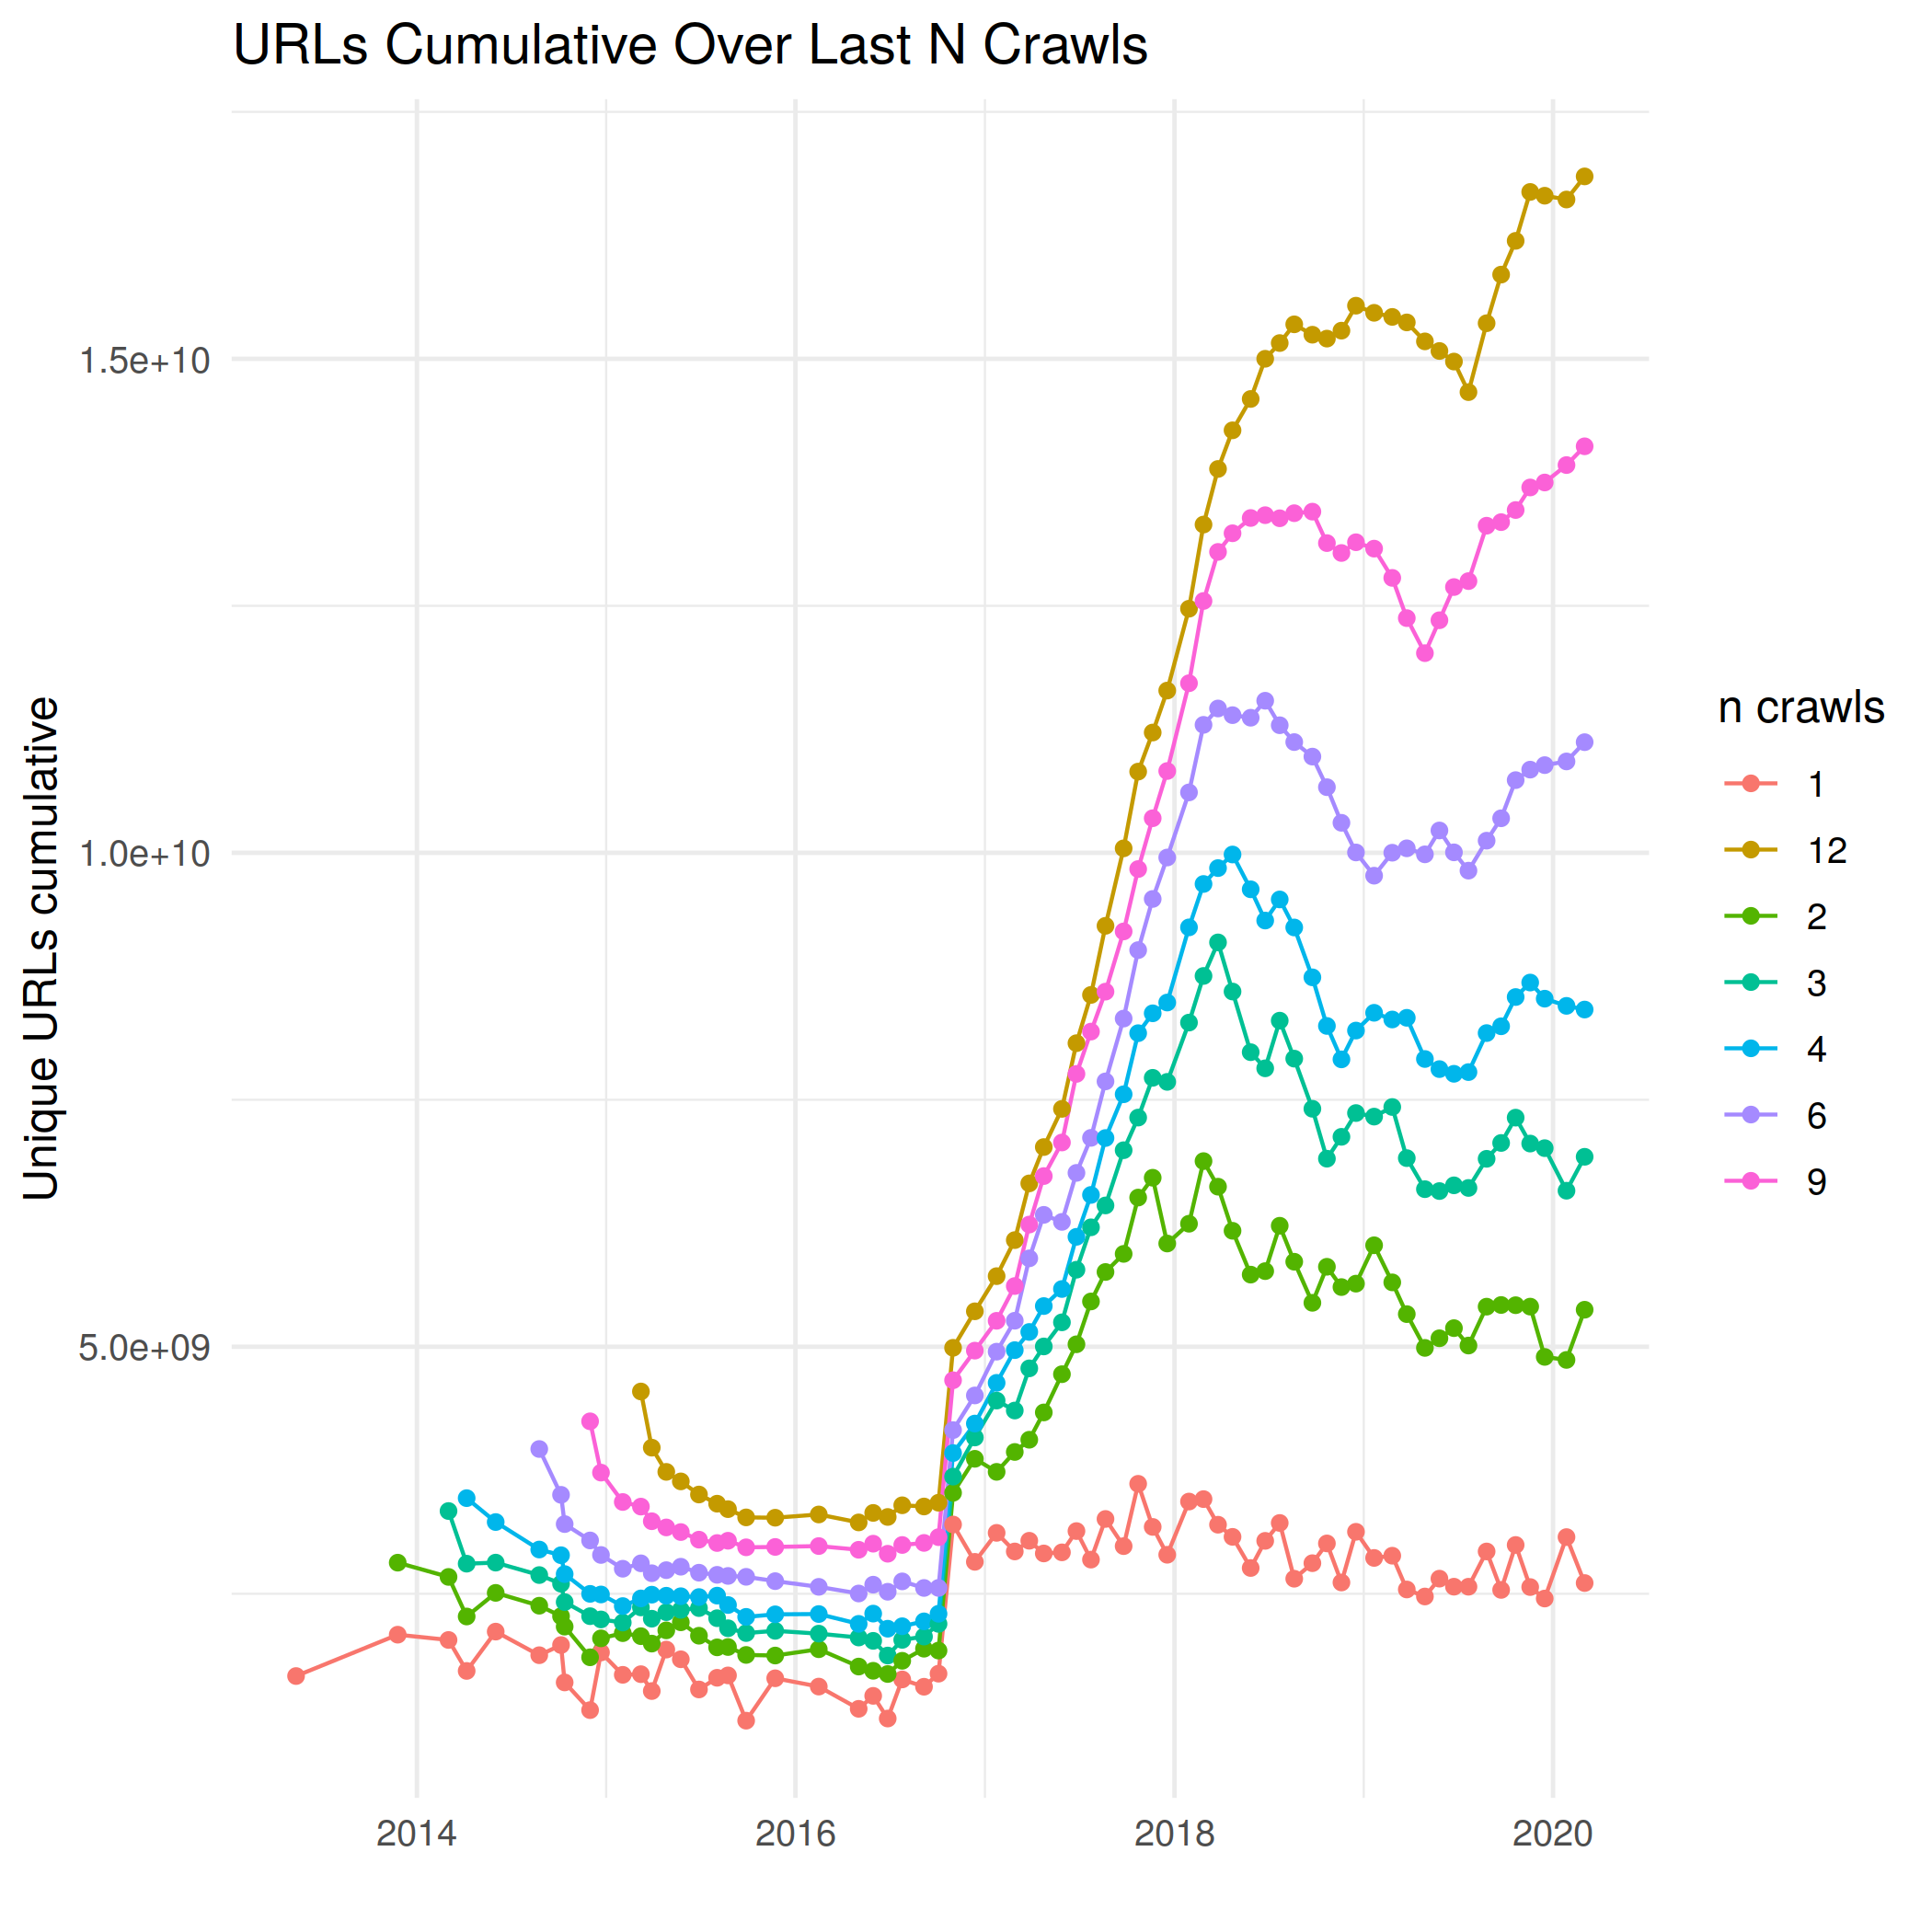 URLs Cumulative Over Last N Crawls
Unique URLs cumulative
1.5e+10
1.0e+10
5.0e+09
2014
2016
2018
2020
n crawls
1
12
2
3
4
6
9